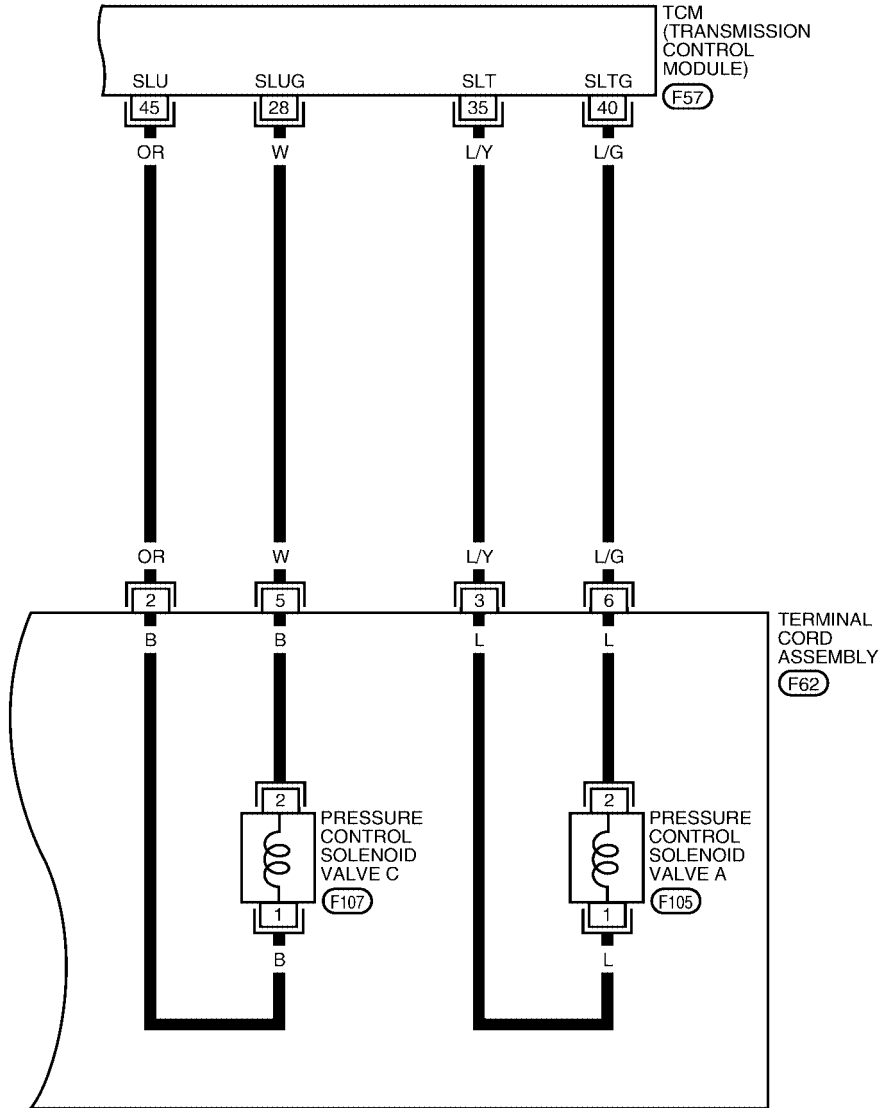 TCM
(TRANSMISSION
CONTROL
MODULE)
F57
SLU SLUG SLT SLTG
45 28 35 40
OR W L/Y L/G
OR W L/Y L/G
2 5 3 6
B B L L
TERMINAL
CORD
ASSEMBLY
F62
2
PRESSURE
CONTROL
SOLENOID
VALVE C
F107
1
B
2
PRESSURE
CONTROL
SOLENOID
VALVE A
F105
1
L